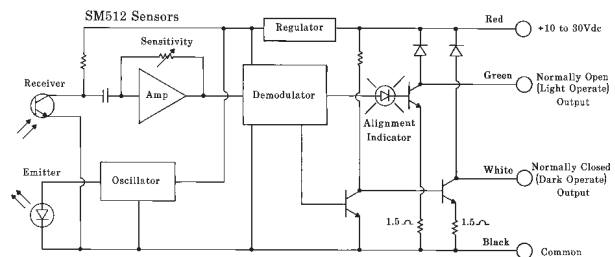 SM512 Sensors
Regulator
Red
+10 to 30Vdc
Sensitivity
Receiver
Amp
Demodulator
Green
Normally Open
(Light Operate)
Output
Alignment
Indicator
Emitter
Oscillator
White
Normally Closed
(Dark Operate)
Output
1.5
1.5
Black
Common